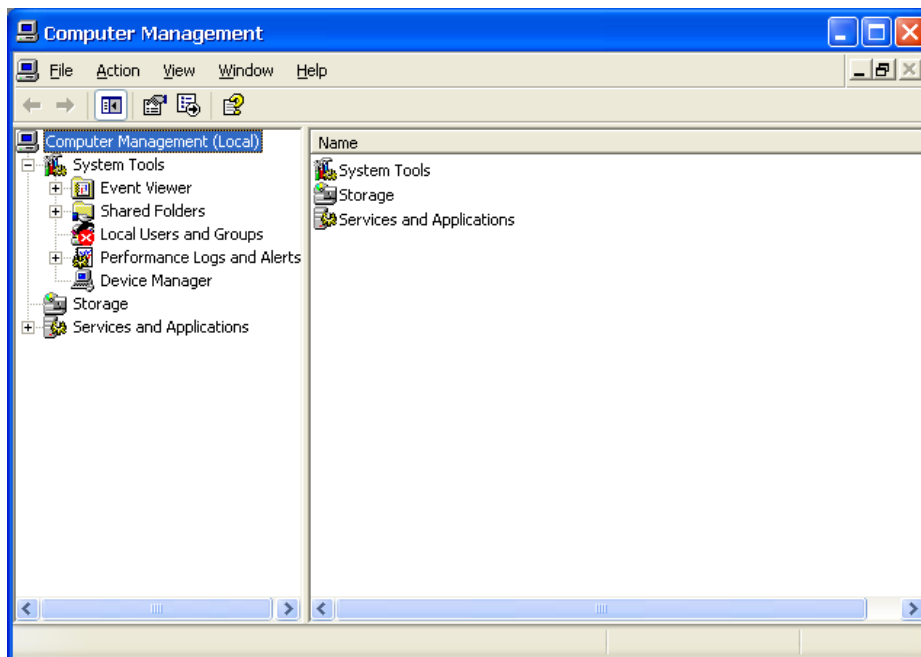 Computer Management
File Action View Window Help
Computer Management (Local)
System Tools
Event Viewer
Shared Folders
Local Users and Groups
Performance Logs and Alerts
Device Manager
Storage
Services and Applications
Name
System Tools
Storage
Services and Applications